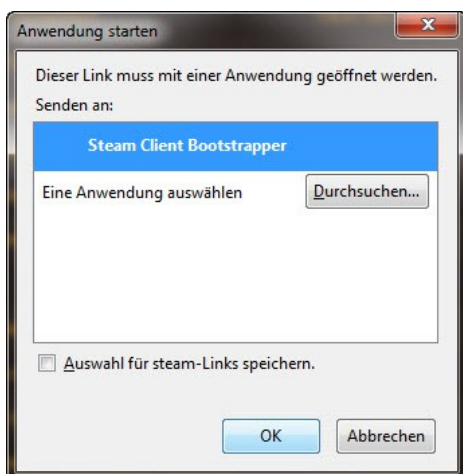 Anwendung starten
Dieser Link muss mit einer Anwendung geöffnet werden.
Senden an:
Steam Client Bootstrapper
Eine Anwendung auswählen
Durchsuchen...
Auswahl für steam-Links speichern.
OK
Abbrechen